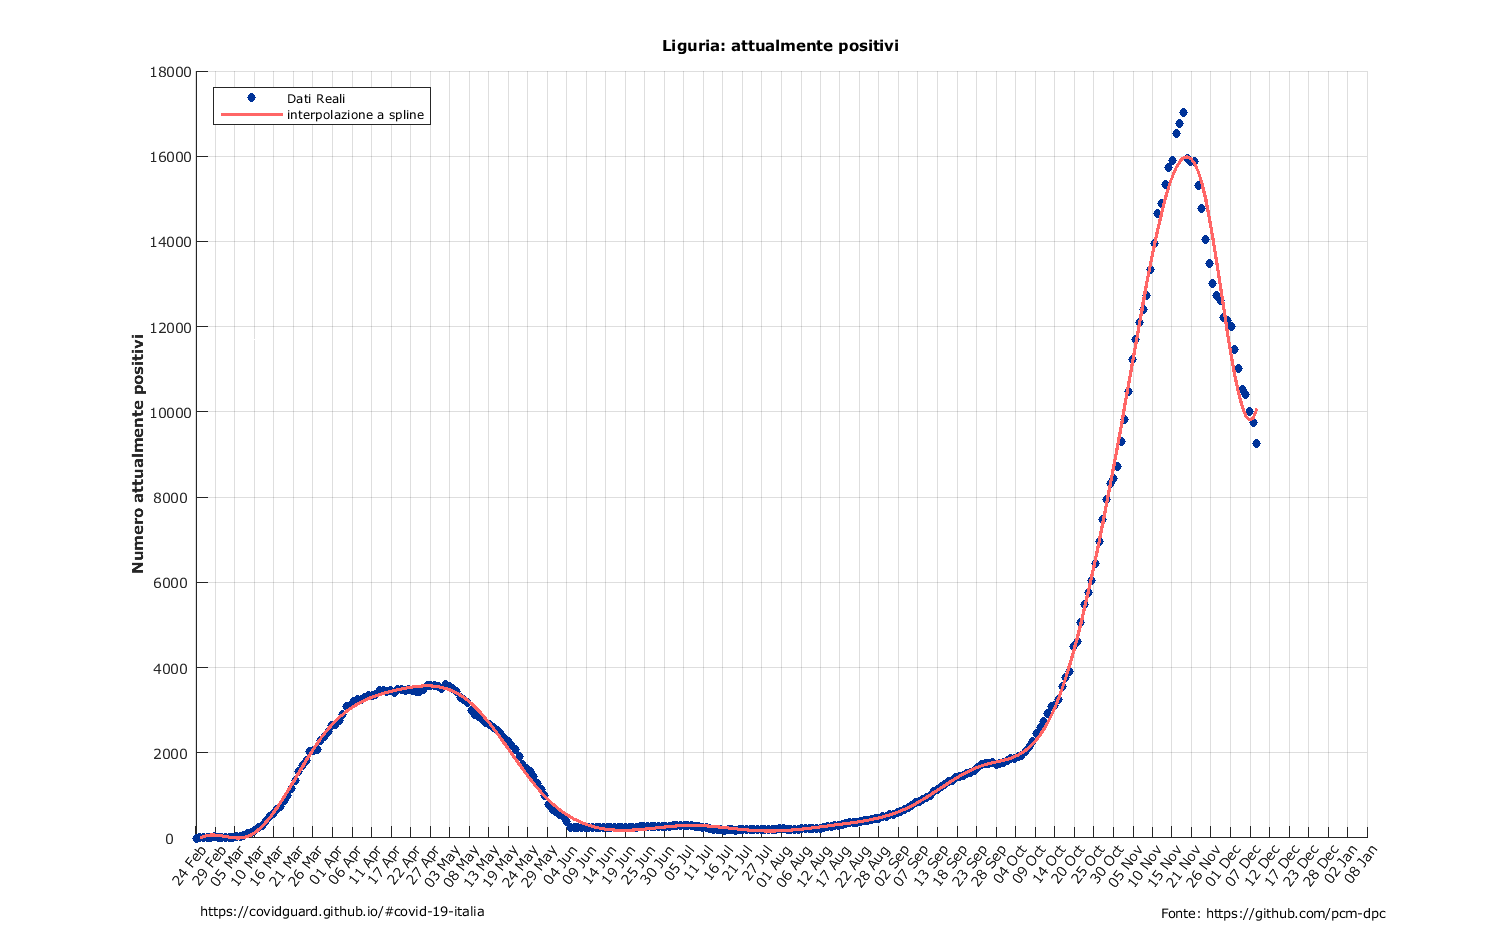 Liguria: attualmente positivi
Dati Reali
interpolazione a spline
Numero attualmente positivi
18000
16000
14000
12000
10000
8000
6000
4000
2000
0
24 Feb
29 Feb
05 Mar
10 Mar
16 Mar
21 Mar
26 Mar
01 Apr
06 Apr
11 Apr
17 Apr
22 Apr
27 Apr
03 May
08 May
13 May
19 May
24 May
29 May
04 Jun
09 Jun
14 Jun
19 Jun
25 Jun
30 Jun
05 Jul
11 Jul
16 Jul
21 Jul
27 Jul
01 Aug
06 Aug
12 Aug
17 Aug
22 Aug
28 Aug
02 Sep
07 Sep
13 Sep
18 Sep
23 Sep
28 Sep
04 Oct
09 Oct
14 Oct
20 Oct
25 Oct
30 Oct
05 Nov
10 Nov
15 Nov
21 Nov
26 Nov
01 Dec
07 Dec
12 Dec
17 Dec
23 Dec
28 Dec
02 Jan
08 Jan
https://covidguard.github.io/#covid-19-italia
Fonte: https://github.com/pcm-dpc